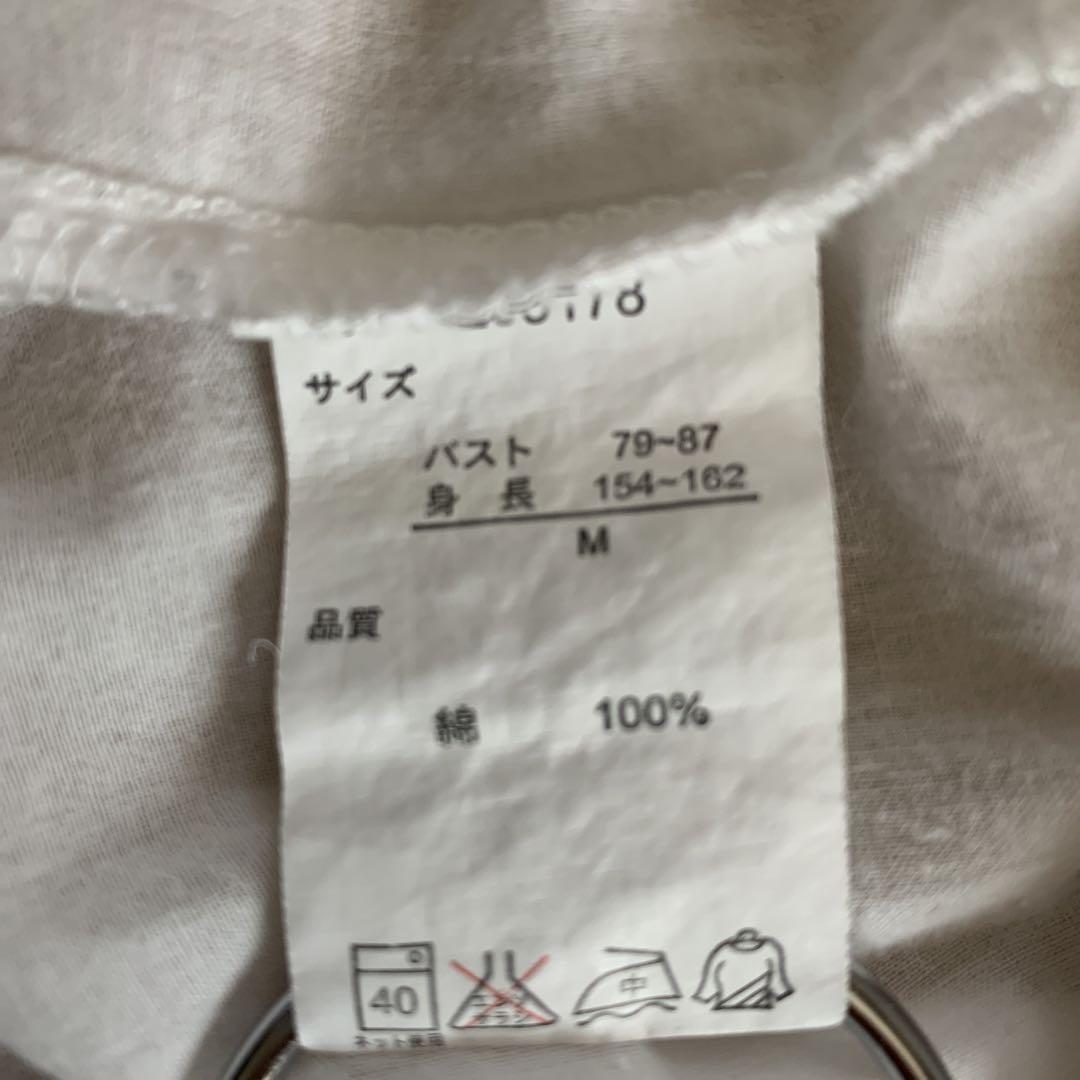 サイズ
バスト 79~87
身長 154~162
M
品質
綿 100%
40
中
ネット使用